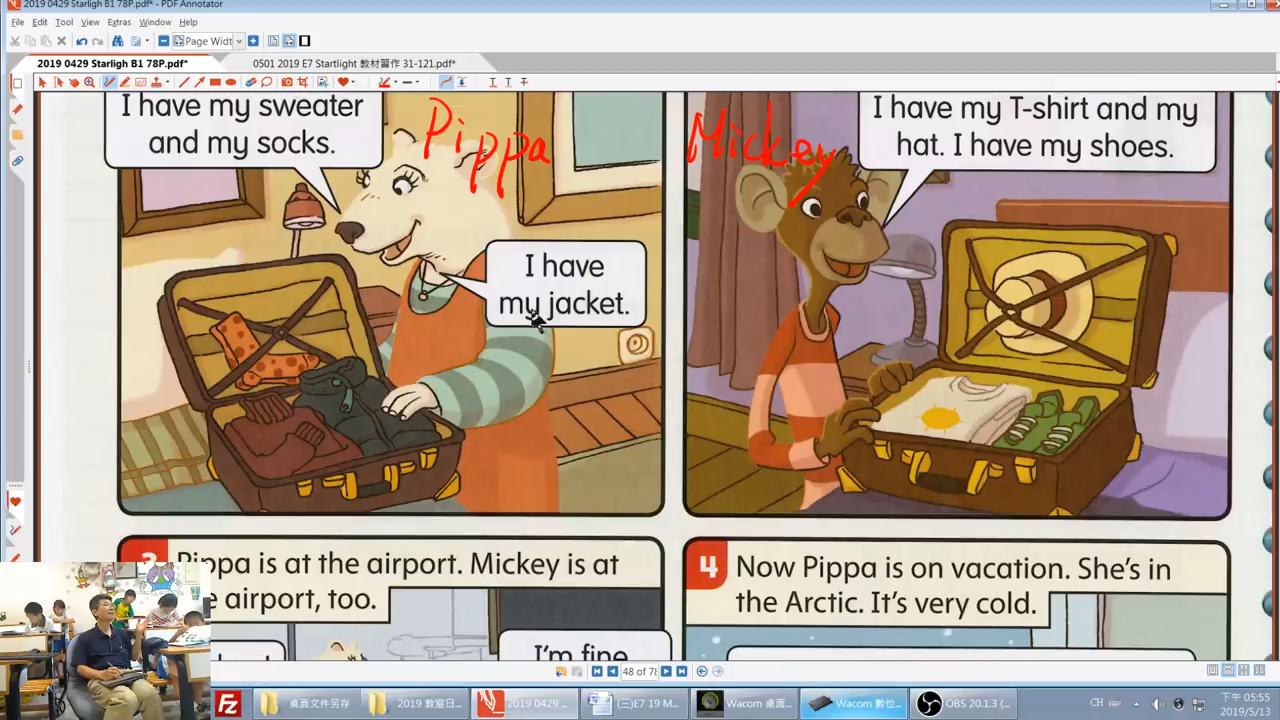 2019 0429 Starligh B1 78P.pdf* - PDF Annotator
File Edit Tool View Extras Window Help
Page Widt
2019 0429 Starligh B1 78P.pdf*
0501 2019 E7 Startlight 教材習作 31-121.pdf*
I have my sweater
and my socks.
Pippa
I have
my jacket.
Mickey
I have my T-shirt and my
hat. I have my shoes.
3 Pippa is at the airport. Mickey is at
e airport, too.
I'm fine
4 Now Pippa is on vacation. She's in
the Arctic. It's very cold.
48 of 78
桌面文件另存
2019 教室日...
2019 0429 ...
(三)E7 19 M...
Wacom 桌面...
Wacom 數位...
OBS 20.1.3 (...
CH
下午 05:55
2019/5/13